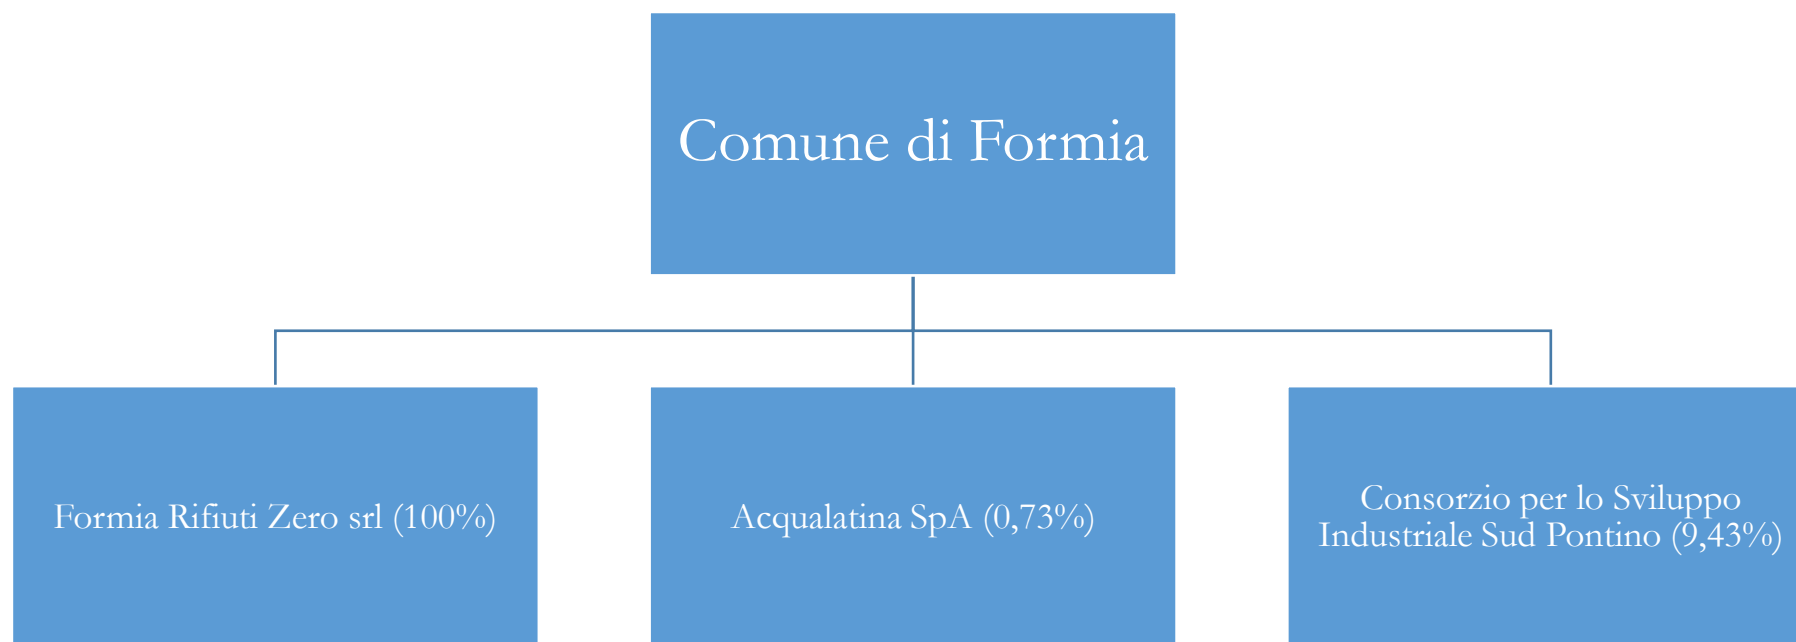 Comune di Formia
Formia Rifiuti Zero srl (100%)
Acqualatina SpA (0,73%)
Consorzio per lo Sviluppo
Industriale Sud Pontino (9,43%)